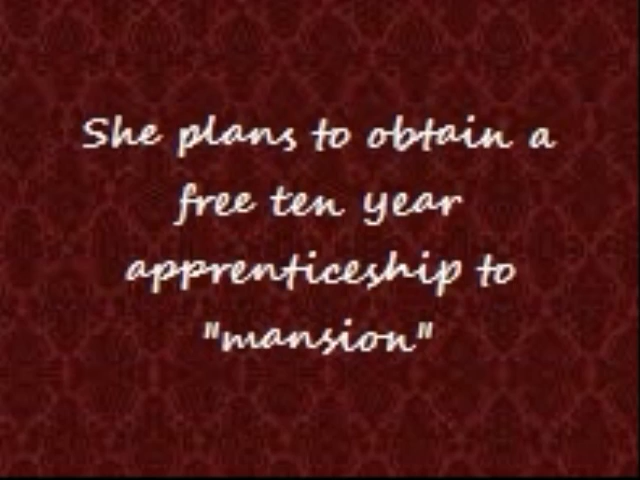 She plans to obtain a
free ten year
apprenticeship to
"mansion"